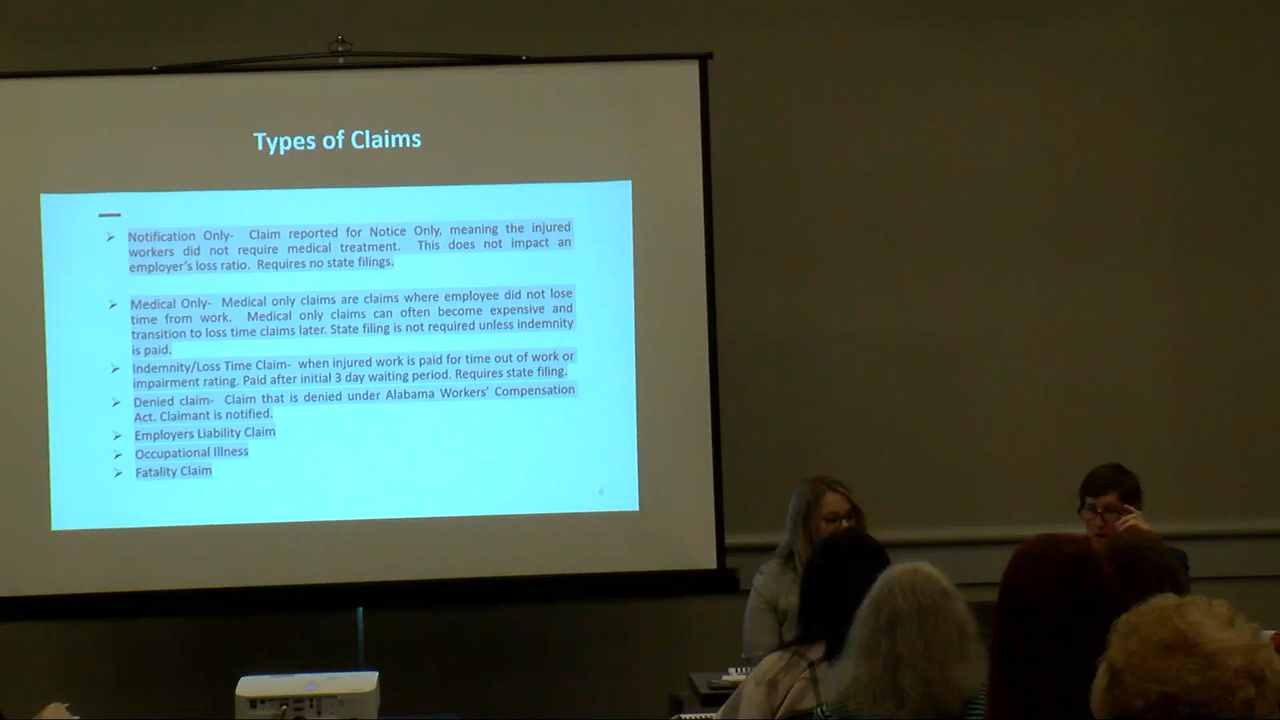 Types of Claims
Notification Only- Claim reported for Notice Only, meaning the injured
workers did not require medical treatment. This does not impact an
employer's loss ratio. Requires no state filings.
Medical Only- Medical only claims are claims where employee did not lose
time from work. Medical only claims can often become expensive and
transition to loss time claims later. State filing is not required unless indemnity
is paid.
Indemnity/Loss Time Claim- when injured work is paid for time out of work or
impairment rating. Paid after initial 3 day waiting period. Requires state filing.
Denied claim- Claim that is denied under Alabama Workers' Compensation
Act. Claimant is notified.
Employers Liability Claim
Occupational Illness
Fatality Claim
6